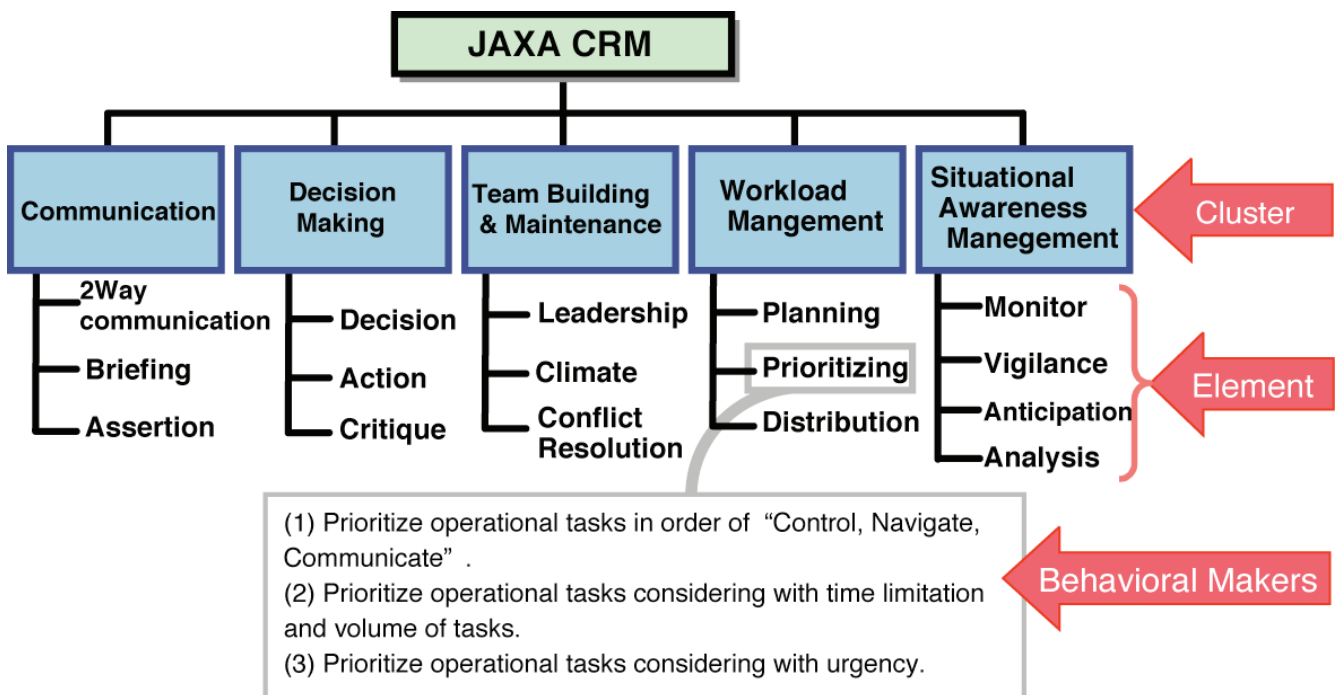 JAXA CRM
Communication
Decision
Making
Team Building
& Maintenance
Workload
Mangement
Situational
Awareness
Manegement
Cluster
2Way
communication
Briefing
Assertion
Decision
Action
Critique
Leadership
Climate
Conflict
Resolution
Planning
Prioritizing
Distribution
Monitor
Vigilance
Anticipation
Analysis
Element
(1) Prioritize operational tasks in order of “Control, Navigate,
Communicate” .
(2) Prioritize operational tasks considering with time limitation
and volume of tasks.
(3) Prioritize operational tasks considering with urgency.
Behavioral Makers